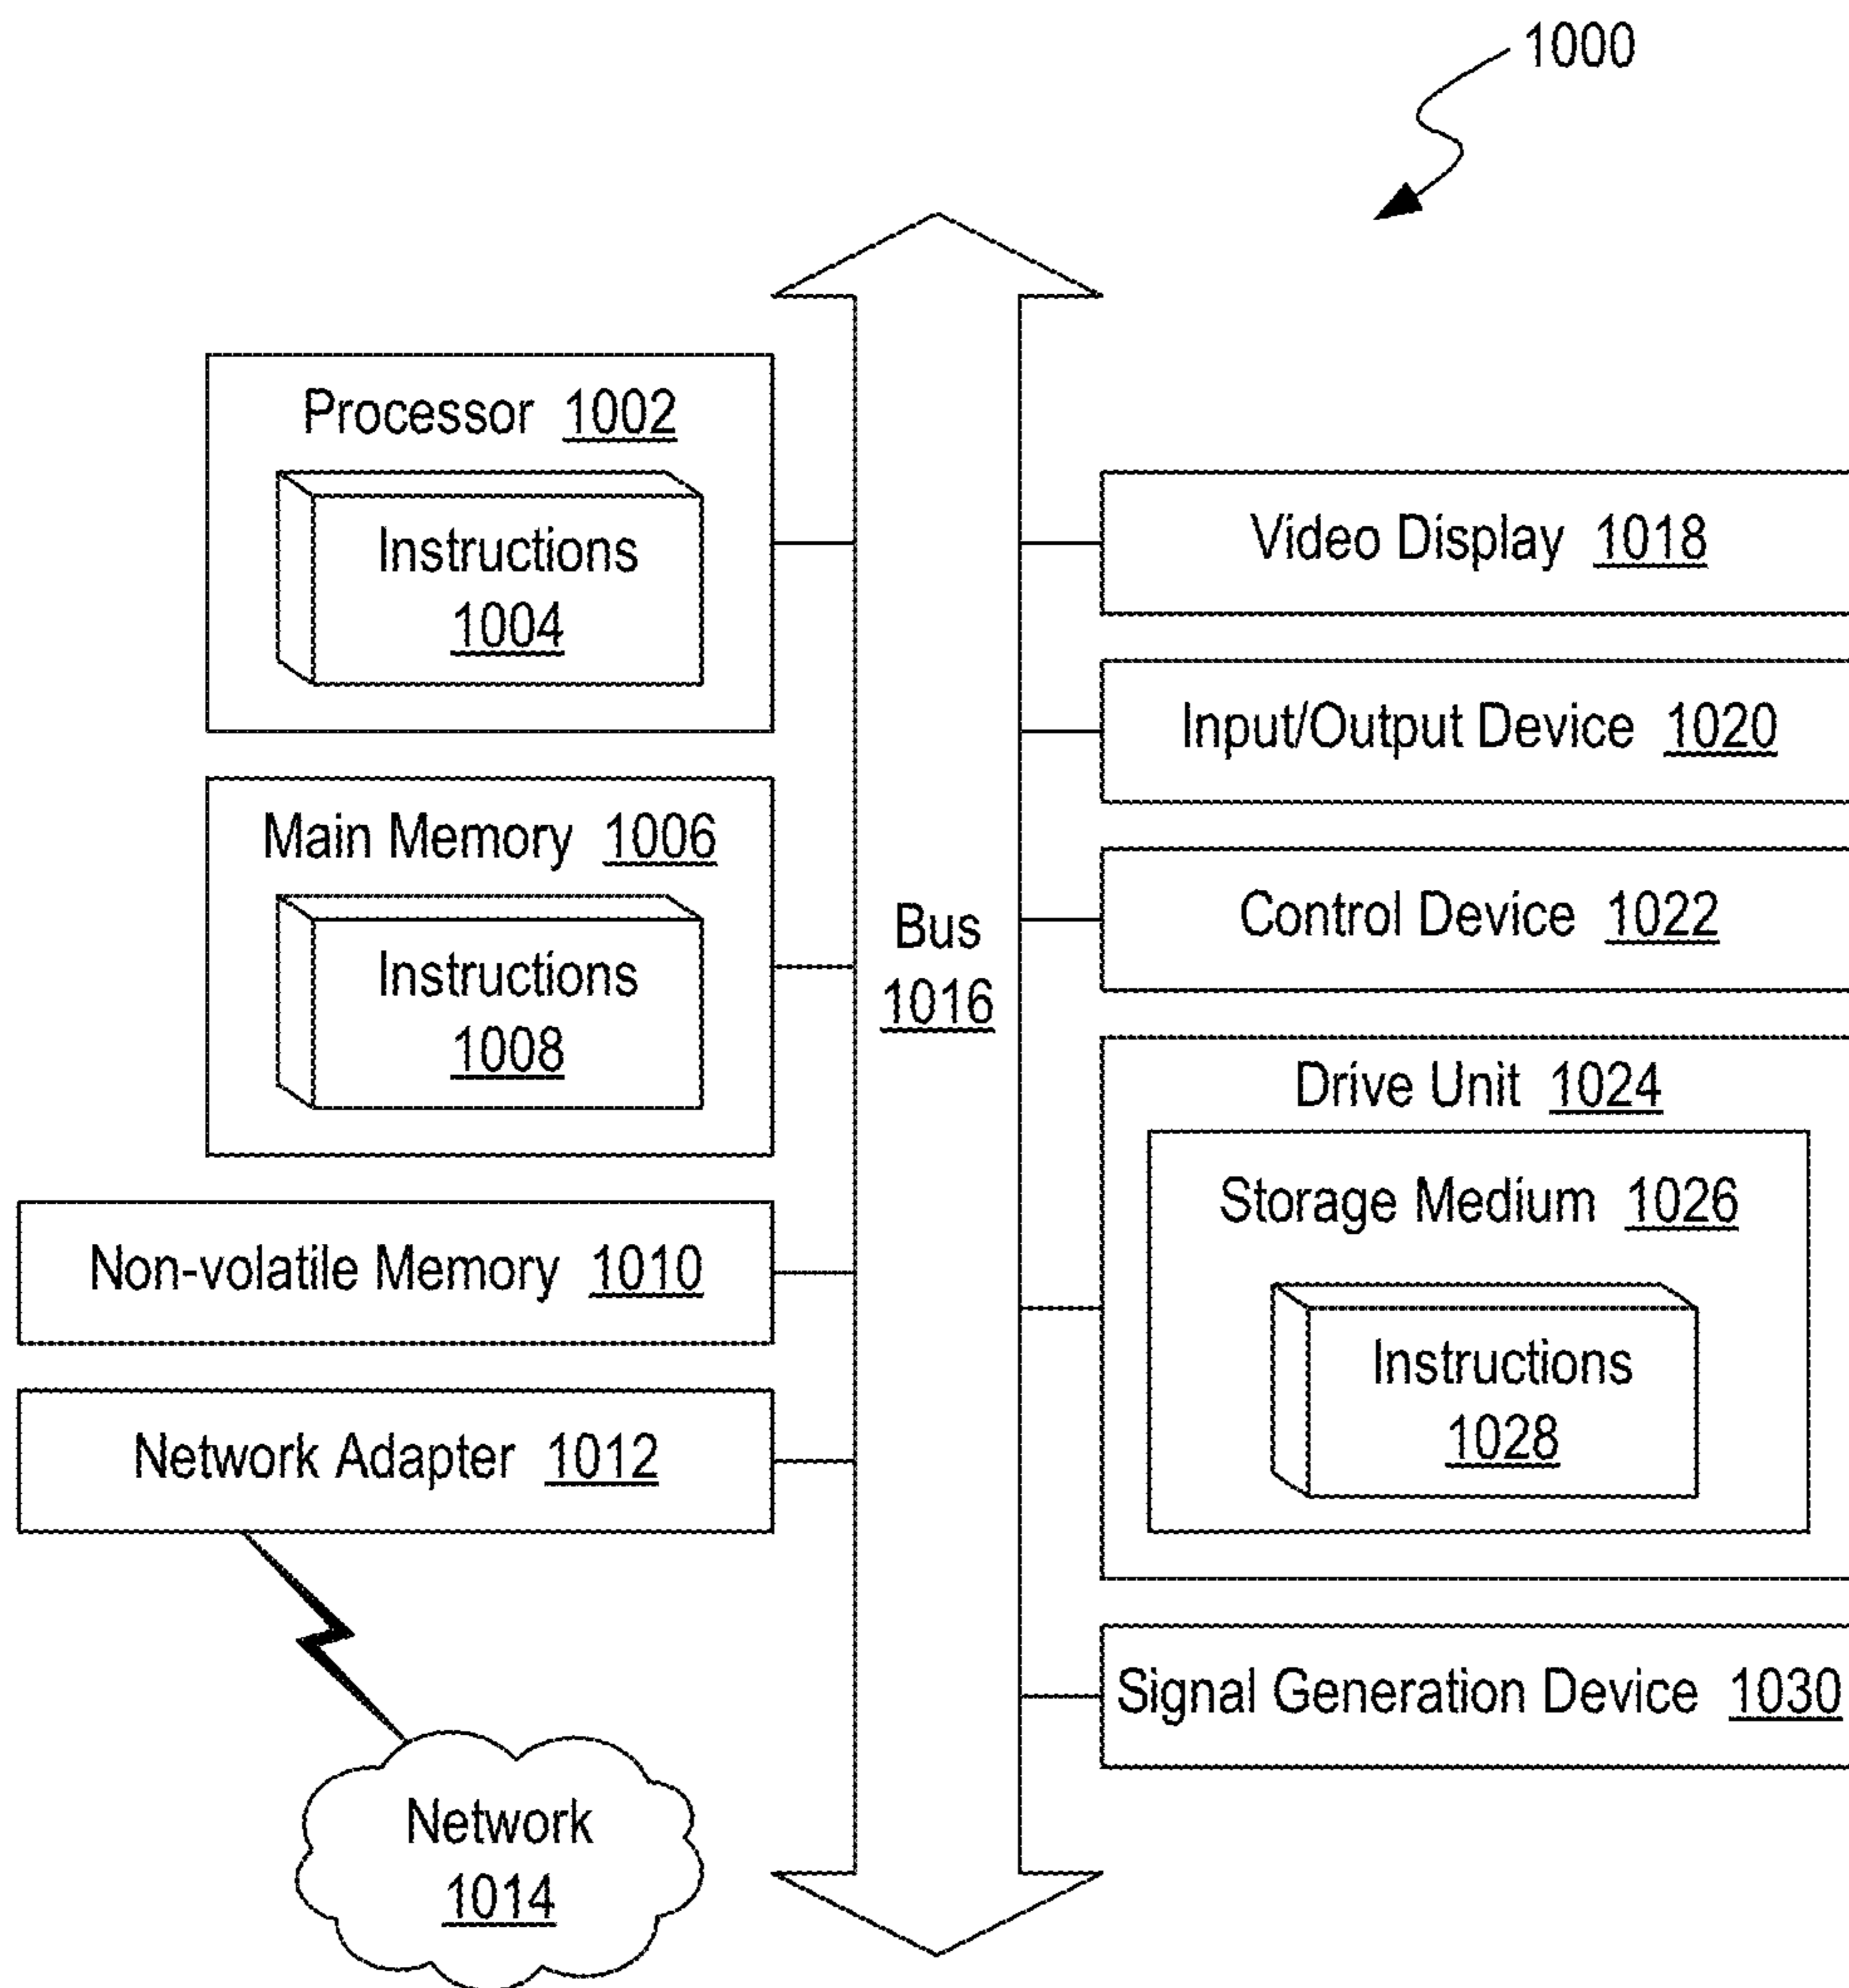 1000
Processor 1002
Instructions
1004
Main Memory 1006
Instructions
1008
Non-volatile Memory 1010
Network Adapter 1012
Network
1014
Bus
1016
Video Display 1018
Input/Output Device 1020
Control Device 1022
Drive Unit 1024
Storage Medium 1026
Instructions
1028
Signal Generation Device 1030